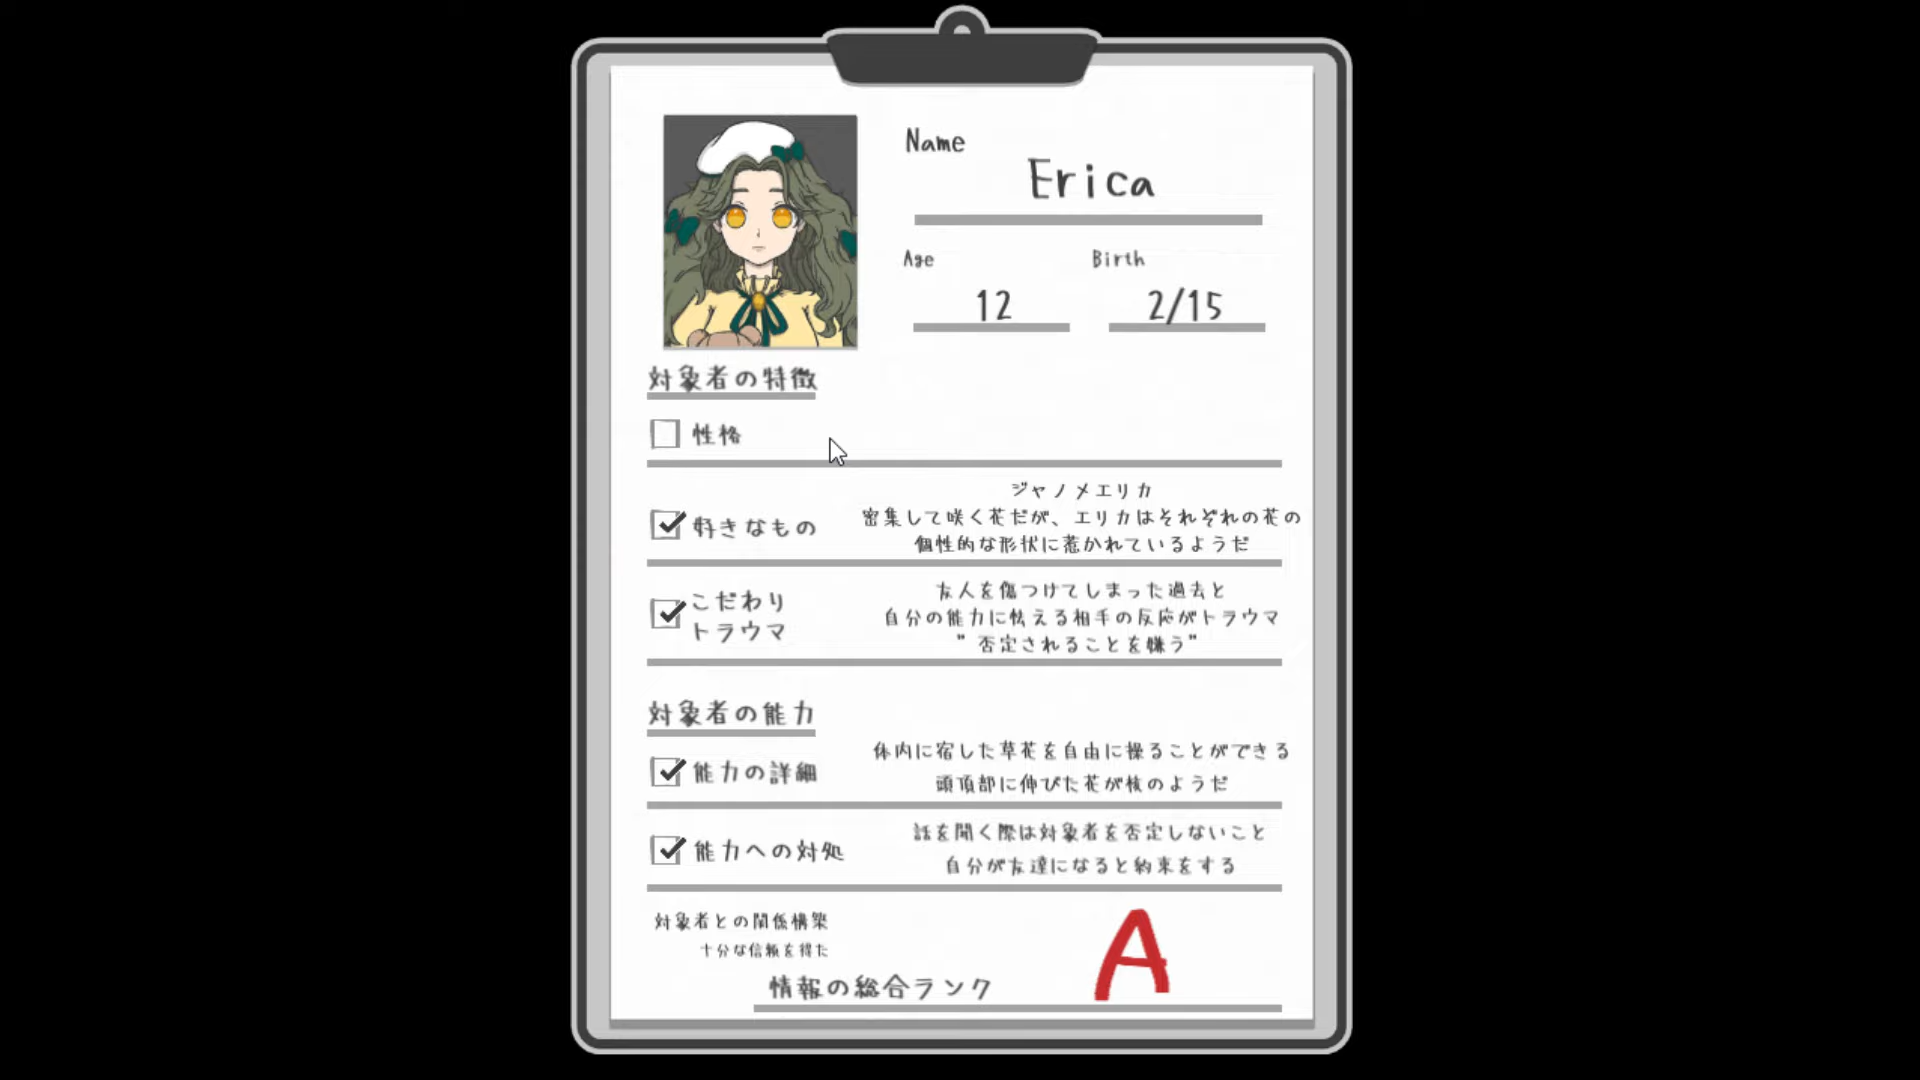 Name
Erica
Age
Birth
12
2/15
対象者の特徴
性格
好きなもの
ジャノメエリカ
密集して咲く花だが、エリカはそれぞれの花の
個性的な形状に惹かれているようだ
こだわり
トラウマ
友人を傷つけてしまった過去と
自分の能力に怯える相手の反応がトラウマ
”否定されることを嫌う”
対象者の能力
能力の詳細
体内に宿した草花を自由に操ることができる
頭頂部に伸びた花が核のようだ
能力への対処
話を聞く際は対象者を否定しないこと
自分が友達になると約束をする
対象者との関係構築
十分な信頼を得た
情報の総合ランク
A